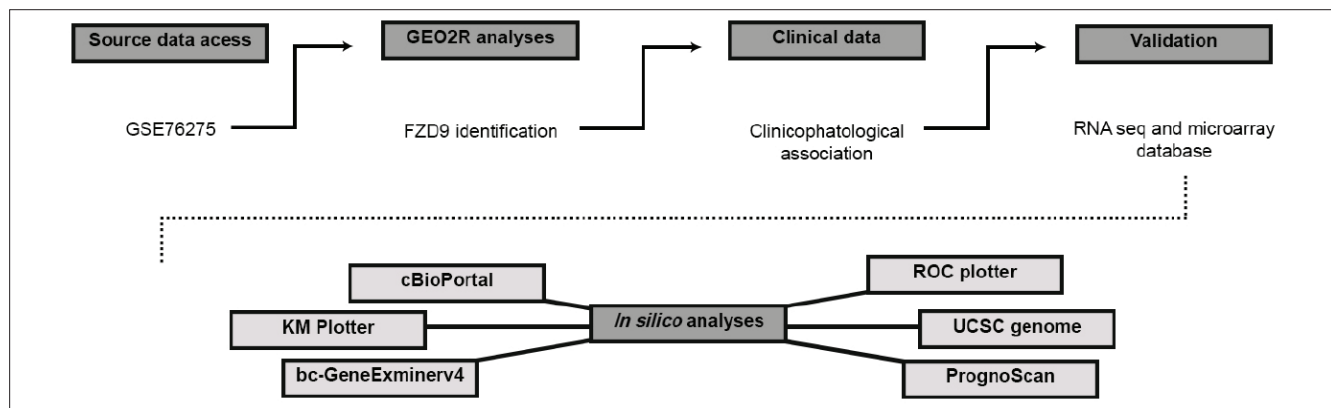 Source data acess
GEO2R analyses
Clinical data
Validation
GSE76275
FZD9 identification
Clinicophatological
association
RNA seq and microarray
database
cBioPortal
ROC plotter
KM Plotter
In silico analyses
UCSC genome
bc-GeneExminerv4
PrognoScan